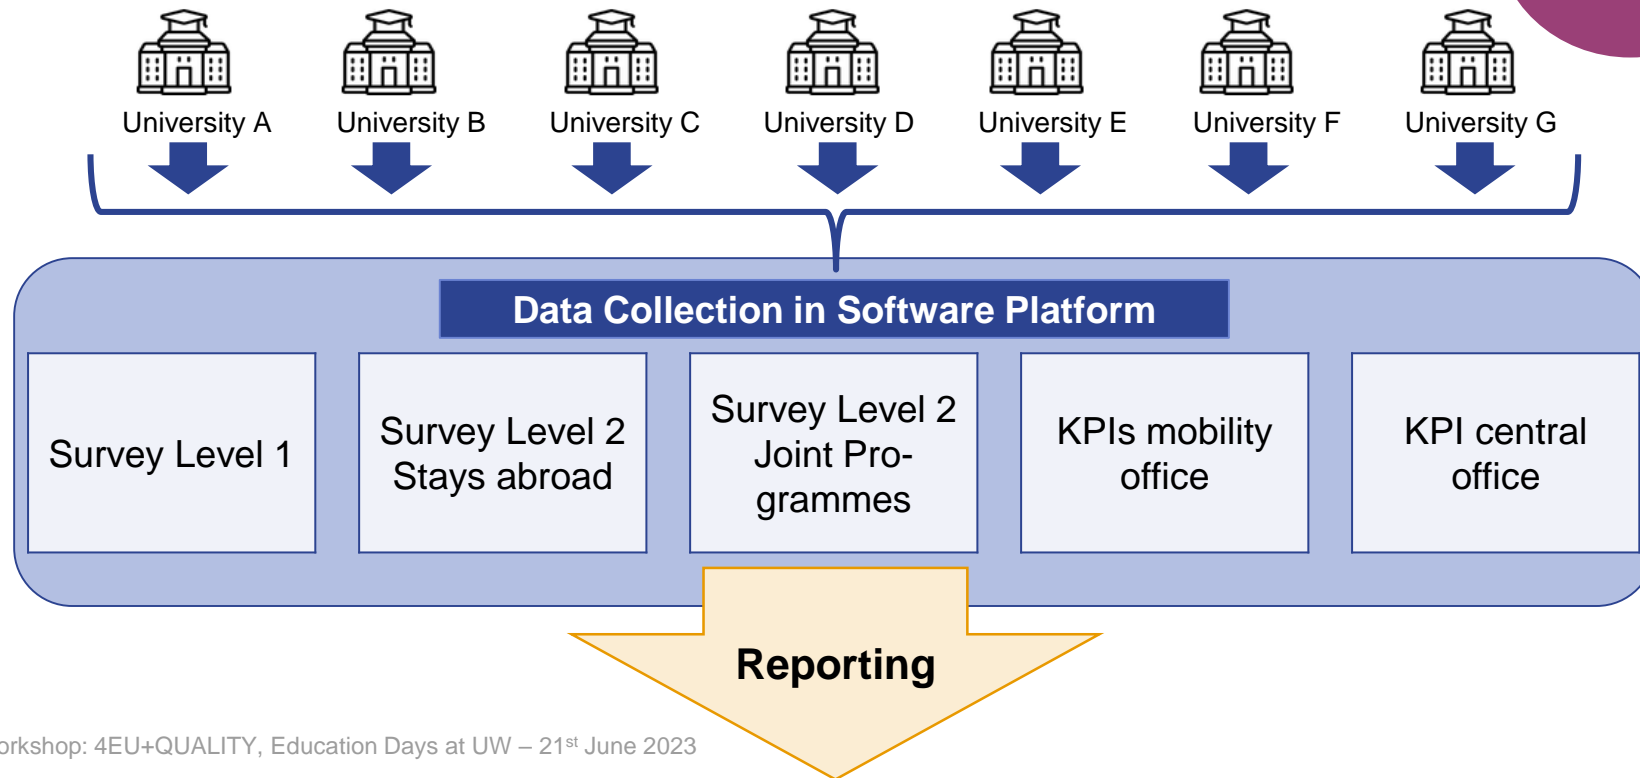 University A
University B
University C
University D
University E
University F
University G
Data Collection in Software Platform
Survey Level 1
Survey Level 2
Stays abroad
Survey Level 2
Joint Pro-
grammes
KPIs mobility
office
KPI central
office
Reporting
orkshop: 4EU+QUALITY, Education Days at UW – 21st June 2023